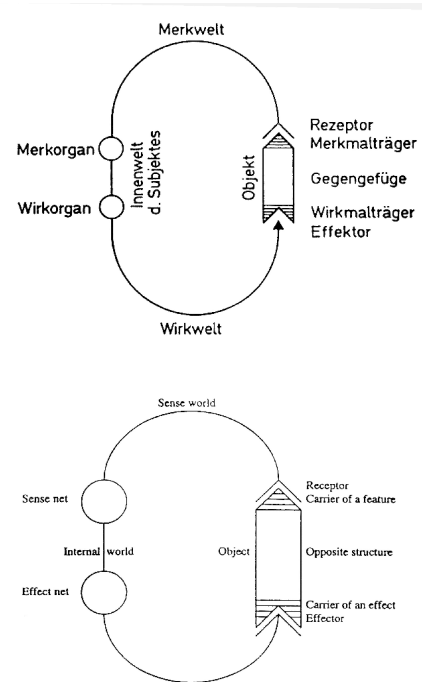 Merkwelt
Merkorgan
Wirkorgan
Innenwelt
d. Subjektes
Objekt
Rezeptor
Merkmalträger
Gegengefüge
Wirkmalträger
Effektor
Wirkwelt
Sense world
Sense net
Internal world
Effect net
Object
Receptor
Carrier of a feature
Opposite structure
Carrier of an effect
Effector